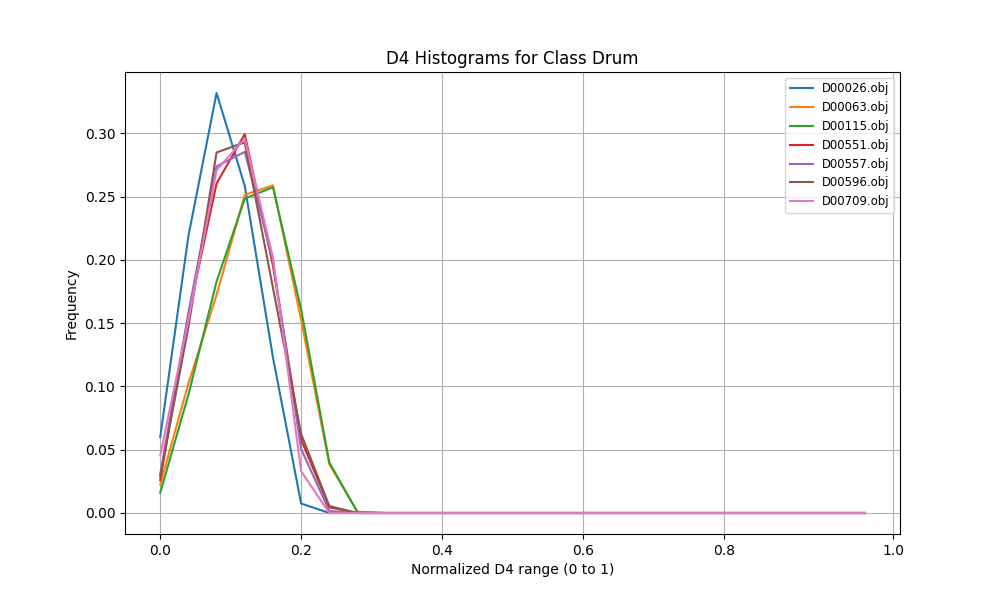 D4 Histograms for Class Drum
D00026.obj
D00063.obj
D00115.obj
D00551.obj
D00557.obj
D00596.obj
D00709.obj
Frequency
0.30
0.25
0.20
0.15
0.10
0.05
0.00
0.0 0.2 0.4 0.6 0.8 1.0
Normalized D4 range (0 to 1)